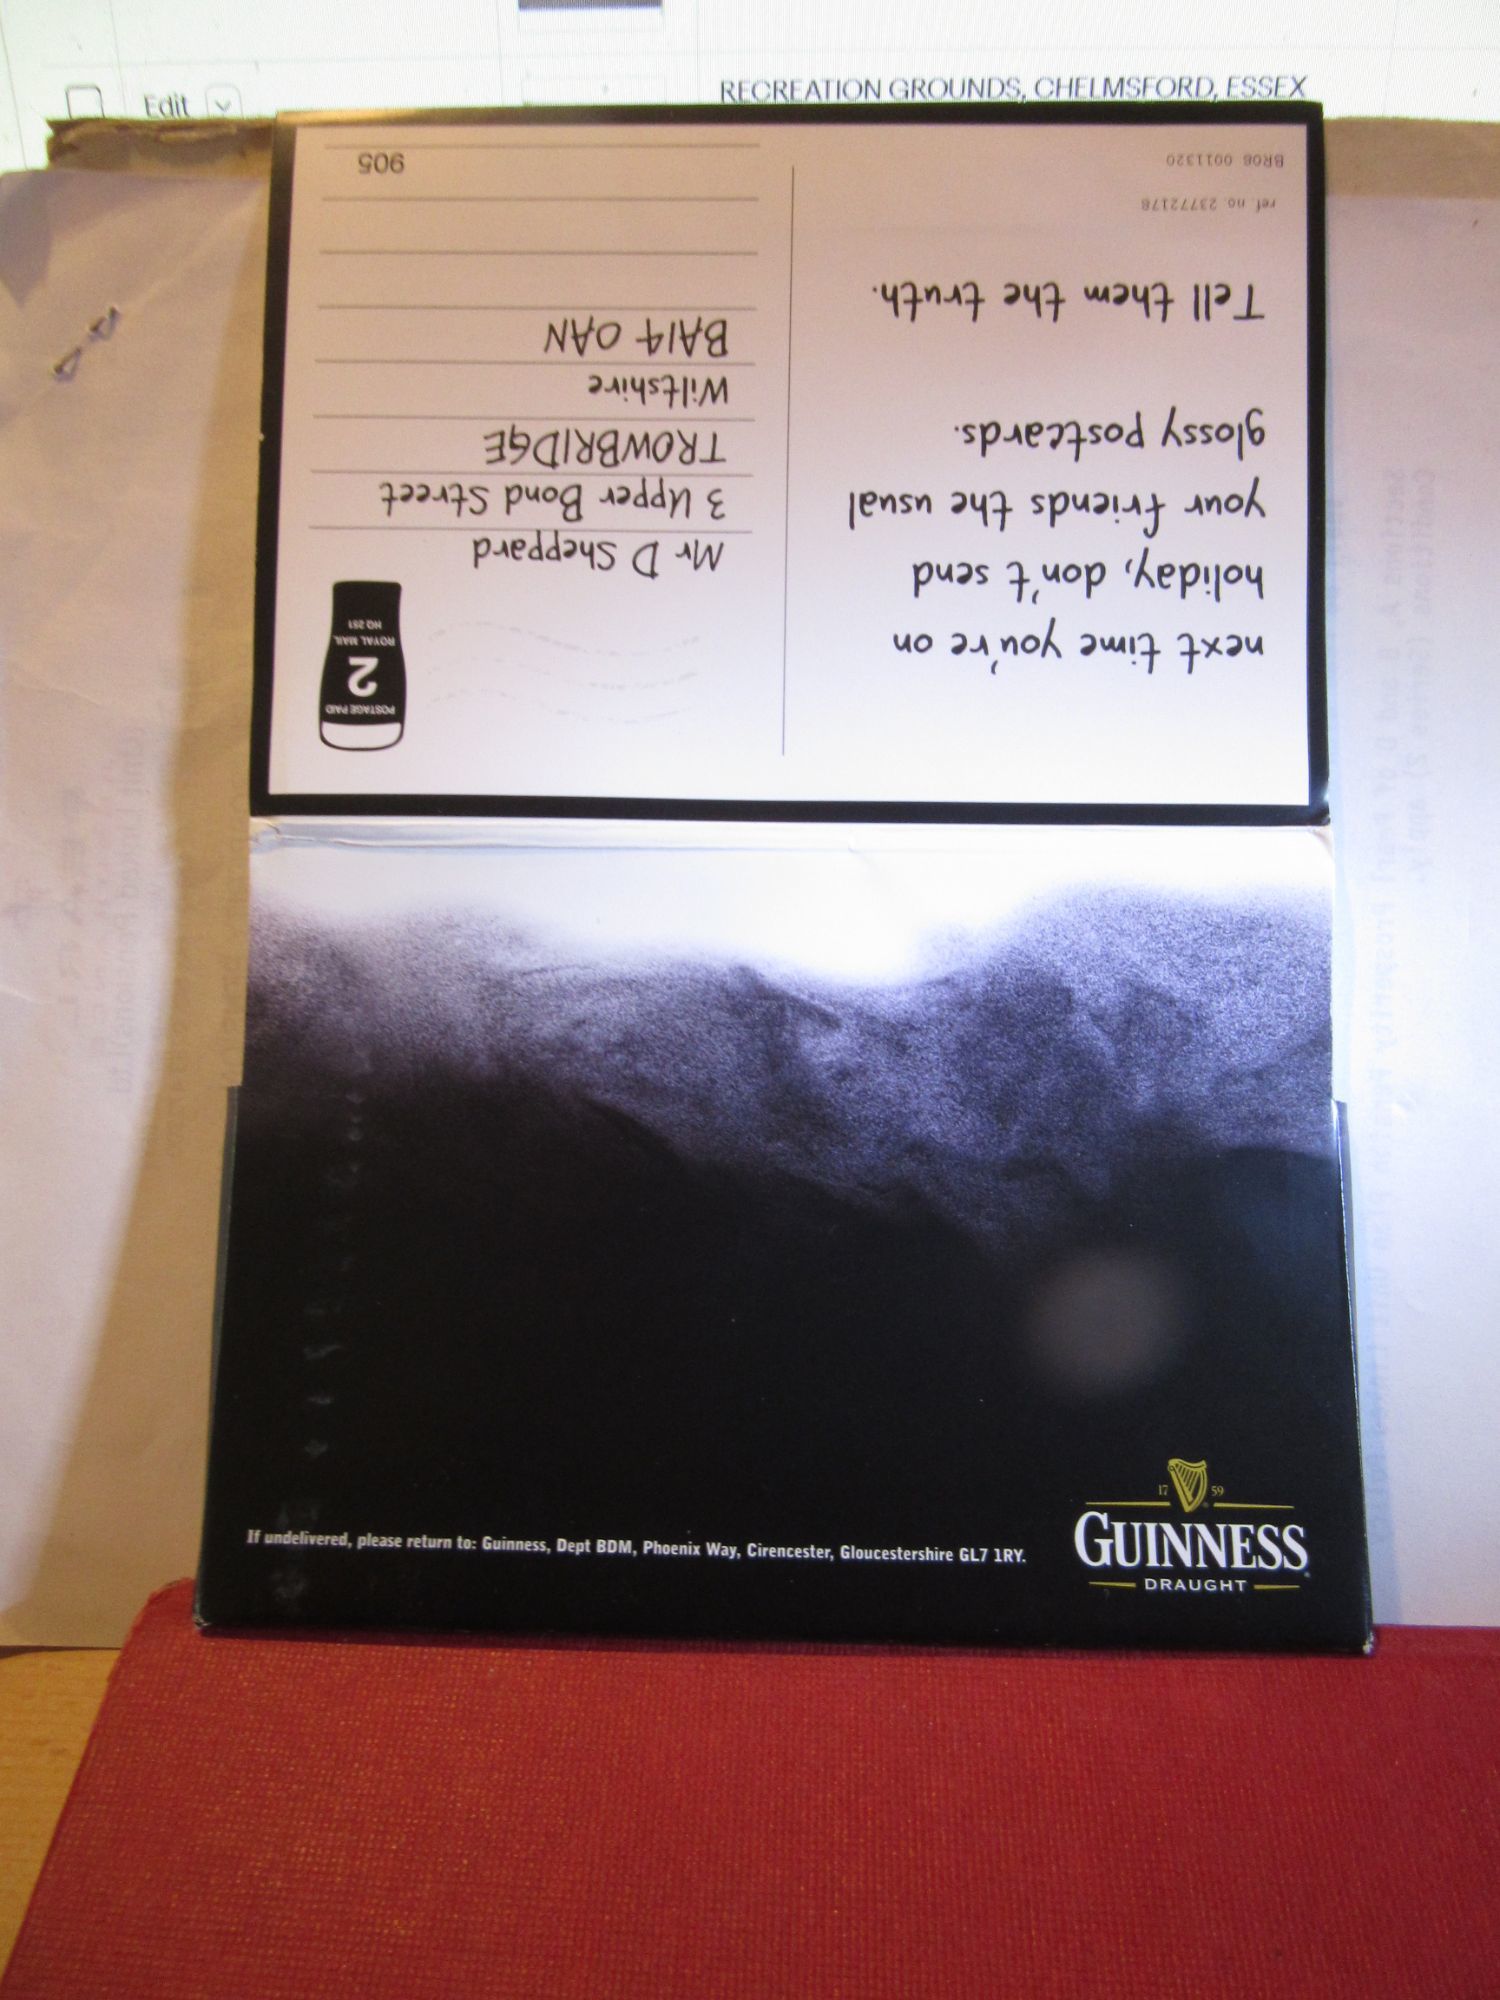 Edit
RECREATION GROUNDS, CHELMSFORD, ESSEX
next time you're on
holiday, don't send
your friends the usual
glossy postcards.
Tell them the truth.
ref. no. 23772178
BR08 0011320
POSTAGE PAID
2
ROYAL MAIL
HQ 251
Mr D Sheppard
3 Upper Bond Street
TROWBRIDGE
Wiltshire
BA14 0AN
905
If undelivered, please return to: Guinness, Dept BDM, Phoenix Way, Cirencester, Gloucestershire GL7 1RY.
17 59
GUINNESS
DRAUGHT